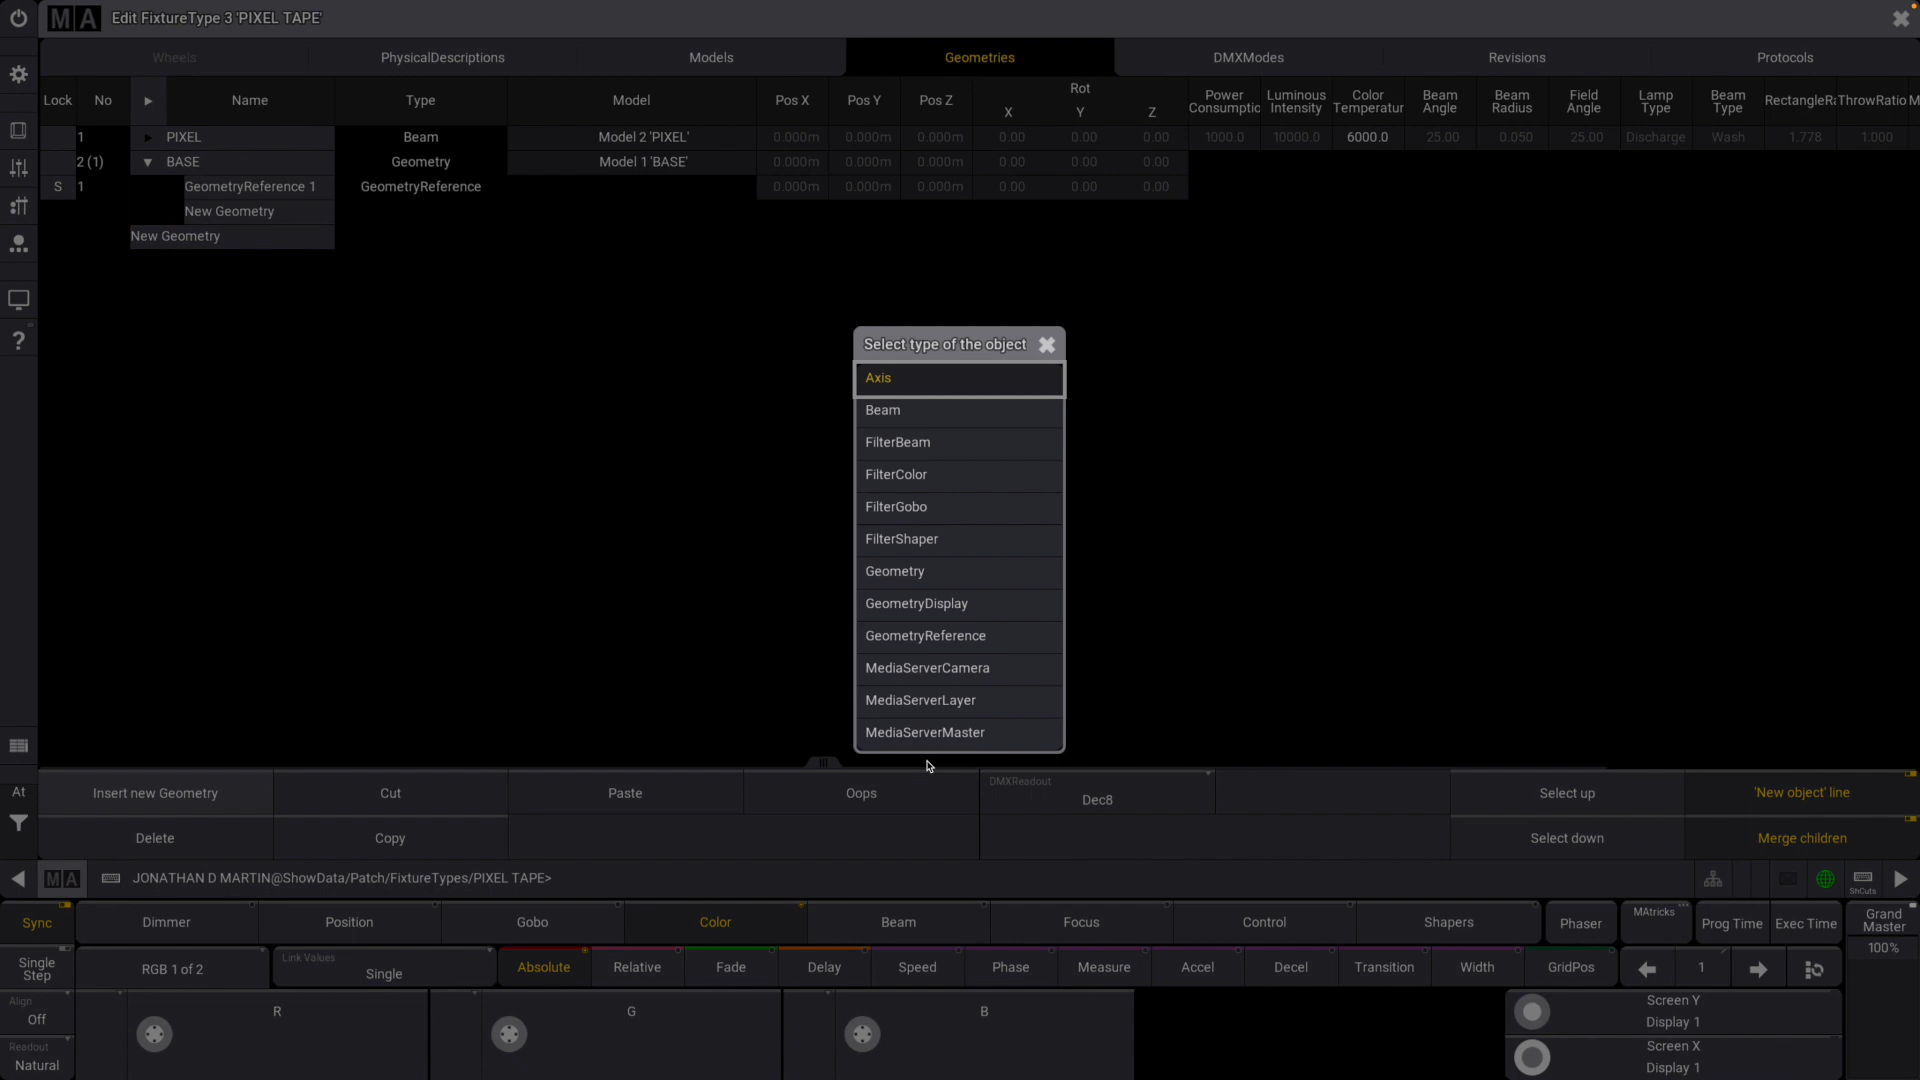 MA Edit FixtureType 3 'PIXEL TAPE'
Wheels PhysicalDescriptions Models Geometries DMXModes Revisions Protocols
Lock No Name Type Model Pos X Pos Y Pos Z Rot X Y Z Power Consumptio Luminous Intensity Color Temperatur Beam Angle Beam Radius Field Angle Lamp Type Beam Type RectangleRa ThrowRatio M
1 PIXEL Beam Model 2 'PIXEL' 0.000m 0.000m 0.000m 0.00 0.00 0.00 1000.0 10000.0 6000.0 25.00 0.050 25.00 Discharge Wash 1.778 1.000
2 (1) BASE Geometry Model 1 'BASE' 0.000m 0.000m 0.000m 0.00 0.00 0.00
S 1 GeometryReference 1 GeometryReference 0.000m 0.000m 0.000m 0.00 0.00 0.00
New Geometry
New Geometry
Select type of the object
Axis
Beam
FilterBeam
FilterColor
FilterGobo
FilterShaper
Geometry
GeometryDisplay
GeometryReference
MediaServerCamera
MediaServerLayer
MediaServerMaster
At
Insert new Geometry Cut Paste Oops DMXReadout Dec8 Select up 'New object' line
Delete Copy Select down Merge children
MA JONATHAN D MARTIN@ShowData/Patch/FixtureTypes/PIXEL TAPE> ShCuts
Sync Dimmer Position Gobo Color Beam Focus Control Shapers Phaser MAtricks Prog Time Exec Time Grand Master 100%
Single Step RGB 1 of 2 Link Values Single Absolute Relative Fade Delay Speed Phase Measure Accel Decel Transition Width GridPos 1
Align Off R G B Screen Y Display 1
Readout Natural Screen X Display 1